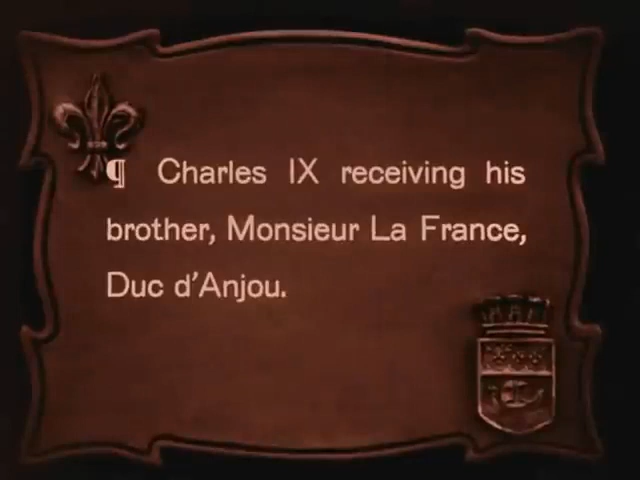 ¶ Charles IX receiving his
brother, Monsieur La France,
Duc d'Anjou.